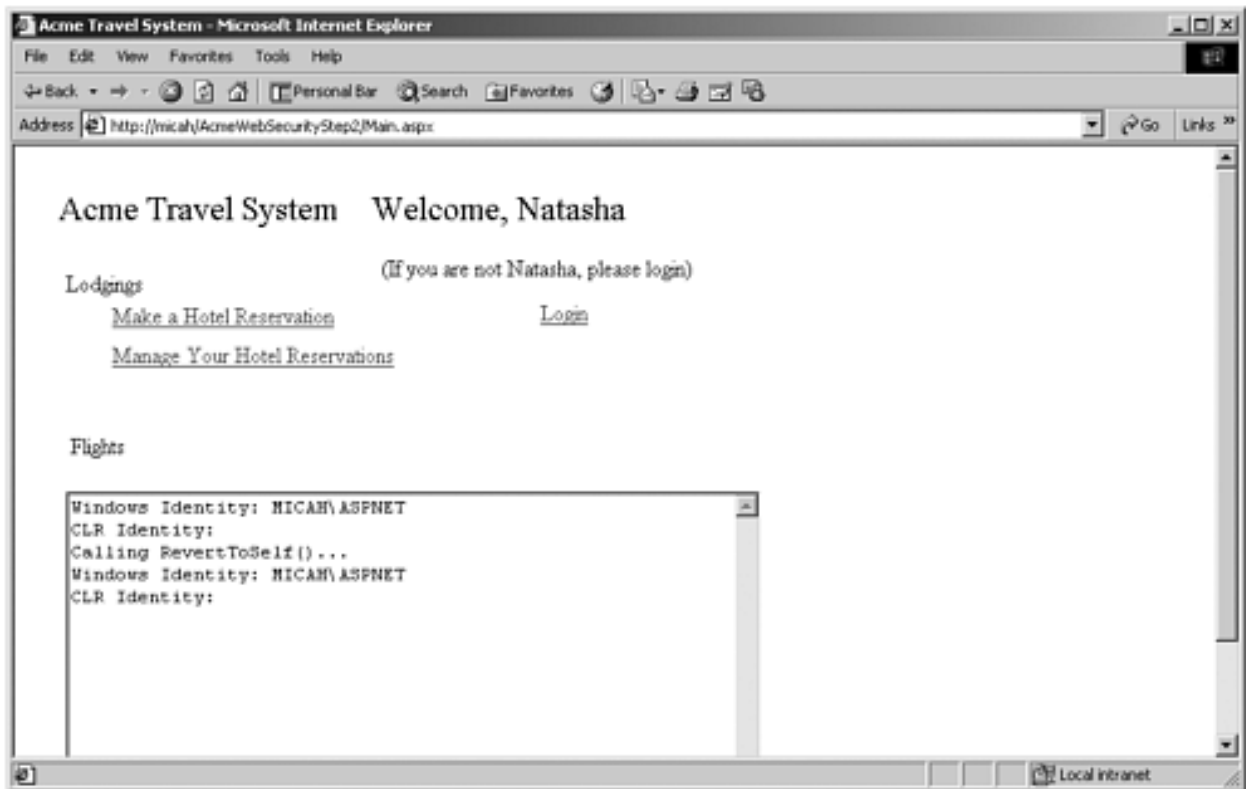 Acme Travel System - Microsoft Internet Explorer
File Edit View Favorites Tools Help
Back Personal Bar Search Favorites
Address http://micah/AcmeWebSecurityStep2/Main.aspx Go Links »
Acme Travel System Welcome, Natasha
(If you are not Natasha, please login)
Lodgings
Make a Hotel Reservation Login
Manage Your Hotel Reservations
Flights
Windows Identity: MICAH\ASPNET
CLR Identity:
Calling RevertToSelf()...
Windows Identity: MICAH\ASPNET
CLR Identity:
Local intranet